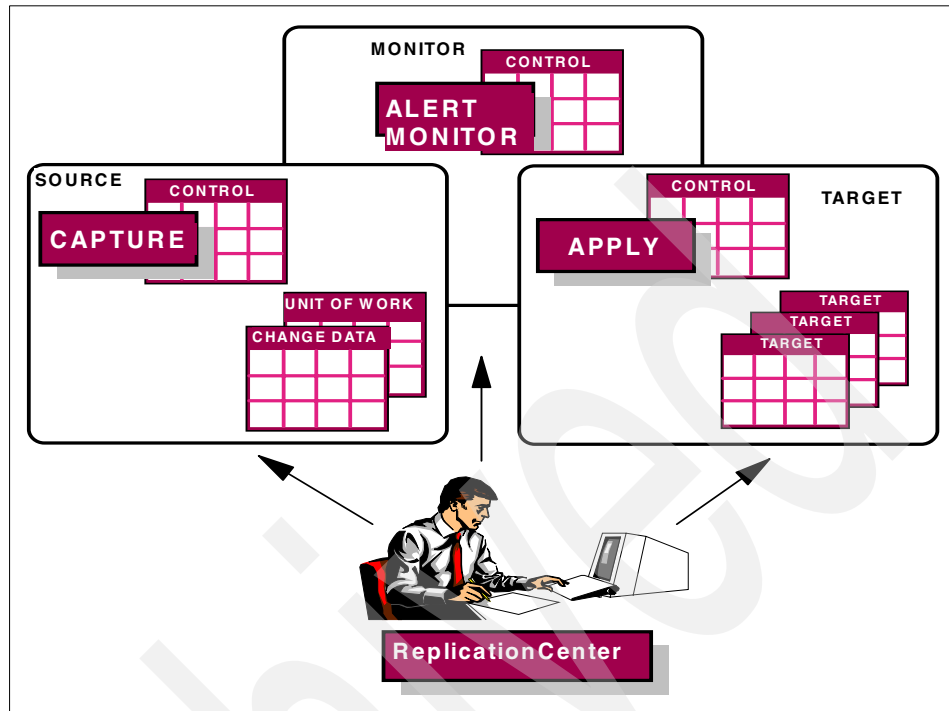 MONITOR
CONTROL
ALERT
MONITOR
SOURCE
CONTROL
CAPTURE
UNIT OF WORK
CHANGE DATA
CONTROL
TARGET
APPLY
TARGET
TARGET
TARGET
ReplicationCenter